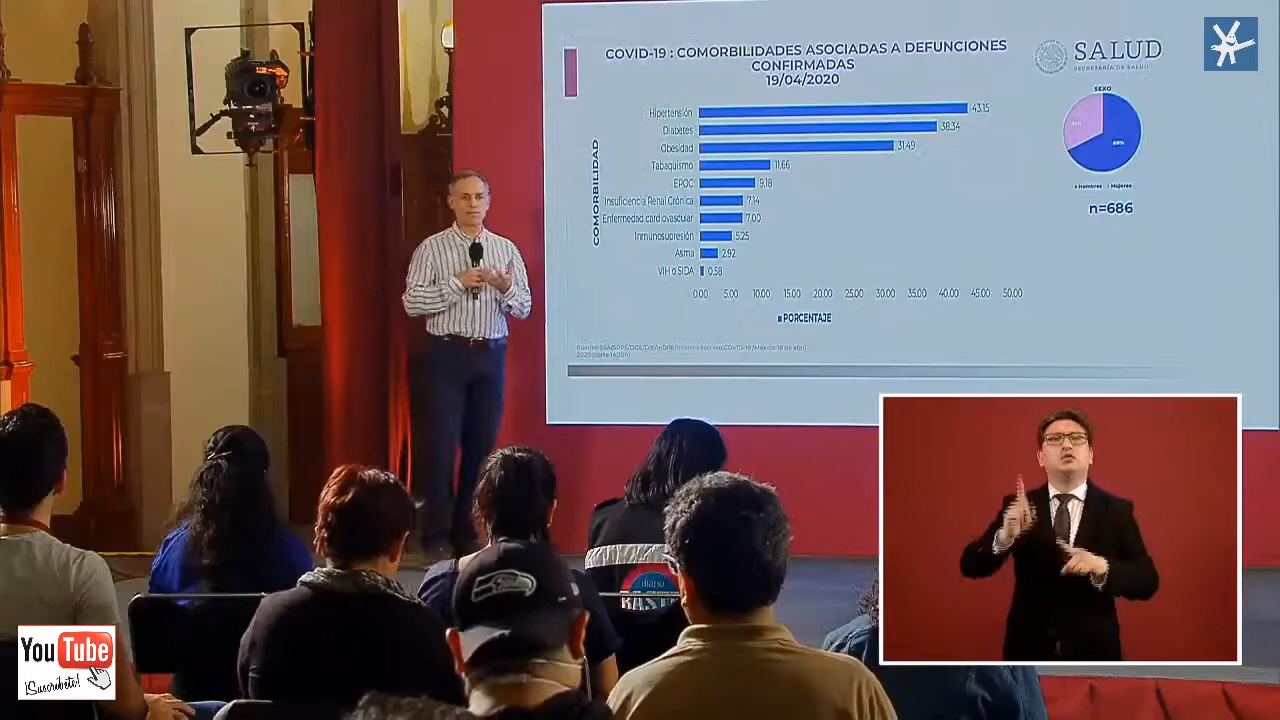 COVID-19 : COMORBILIDADES ASOCIADAS A DEFUNCIONES
CONFIRMADAS
19/04/2020
SALUD
SECRETARÍA DE SALUD
SEXO
68%
Hombres Mujeres
n=686
COMORBILIDAD
Hipertensión 43.15
Diabetes 38.34
Obesidad 31.49
Tabaquismo 11.66
EPOC 9.18
Insuficiencia Renal Crónica 7.14
Enfermedad cardiovascular 7.00
Inmunosupresión 5.25
Asma 2.92
VIH o SIDA 0.58
0.00 5.00 10.00 15.00 20.00 25.00 30.00 35.00 40.00 45.00 50.00
PORCENTAJE
diario
BASTA
YouTube
¡Suscríbete!